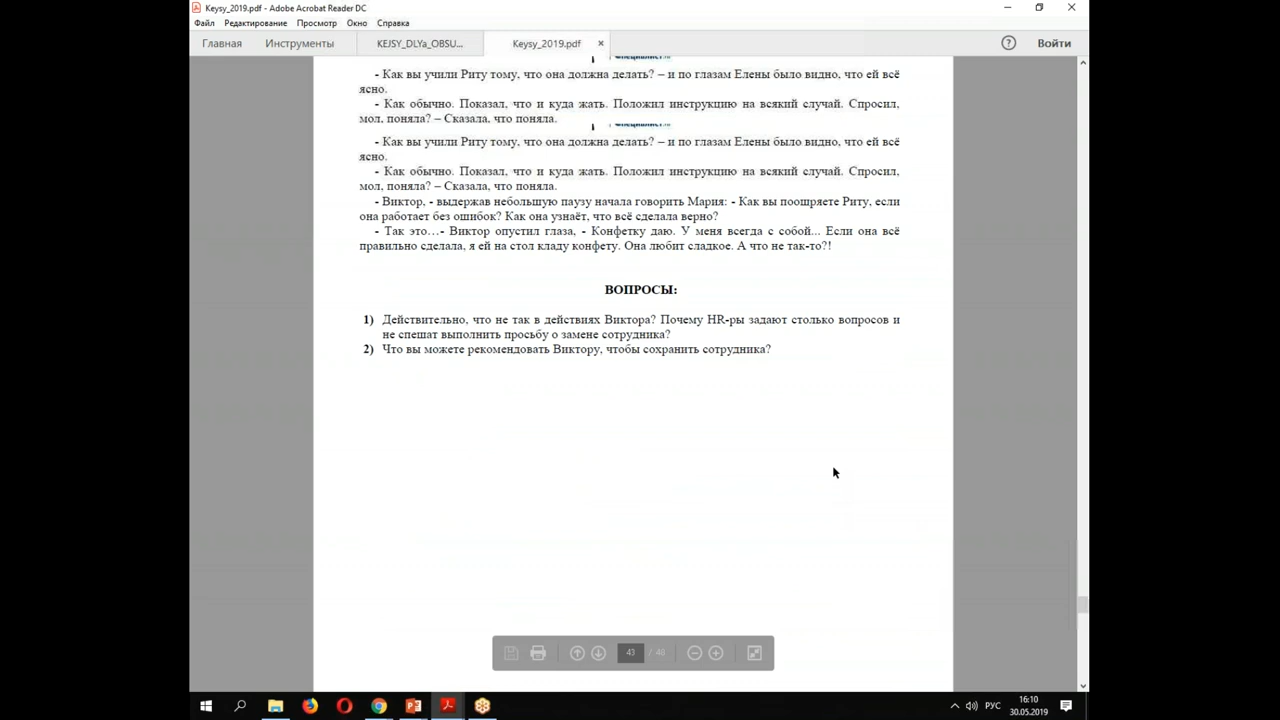 Keysy_2019.pdf - Adobe Acrobat Reader DC
Файл Редактирование Просмотр Окно Справка
Главная Инструменты KEJSY_DLYa_OBSU... Keysy_2019.pdf × ? Войти
- Как вы учили Риту тому, что она должна делать? – и по глазам Елены было видно, что ей всё
ясно.
- Как обычно. Показал, что и куда жать. Положил инструкцию на всякий случай. Спросил,
мол, поняла? – Сказала, что поняла.
- Как вы учили Риту тому, что она должна делать? – и по глазам Елены было видно, что ей всё
ясно.
- Как обычно. Показал, что и куда жать. Положил инструкцию на всякий случай. Спросил,
мол, поняла? – Сказала, что поняла.
- Виктор, - выдержав небольшую паузу начала говорить Мария: - Как вы поощряете Риту, если
она работает без ошибок? Как она узнаёт, что всё сделала верно?
- Так это…- Виктор опустил глаза, - Конфетку даю. У меня всегда с собой... Если она всё
правильно сделала, я ей на стол кладу конфету. Она любит сладкое. А что не так-то?!
ВОПРОСЫ:
1) Действительно, что не так в действиях Виктора? Почему HR-ры задают столько вопросов и
не спешат выполнить просьбу о замене сотрудника?
2) Что вы можете рекомендовать Виктору, чтобы сохранить сотрудника?
43 / 48
РУС
16:10
30.05.2019